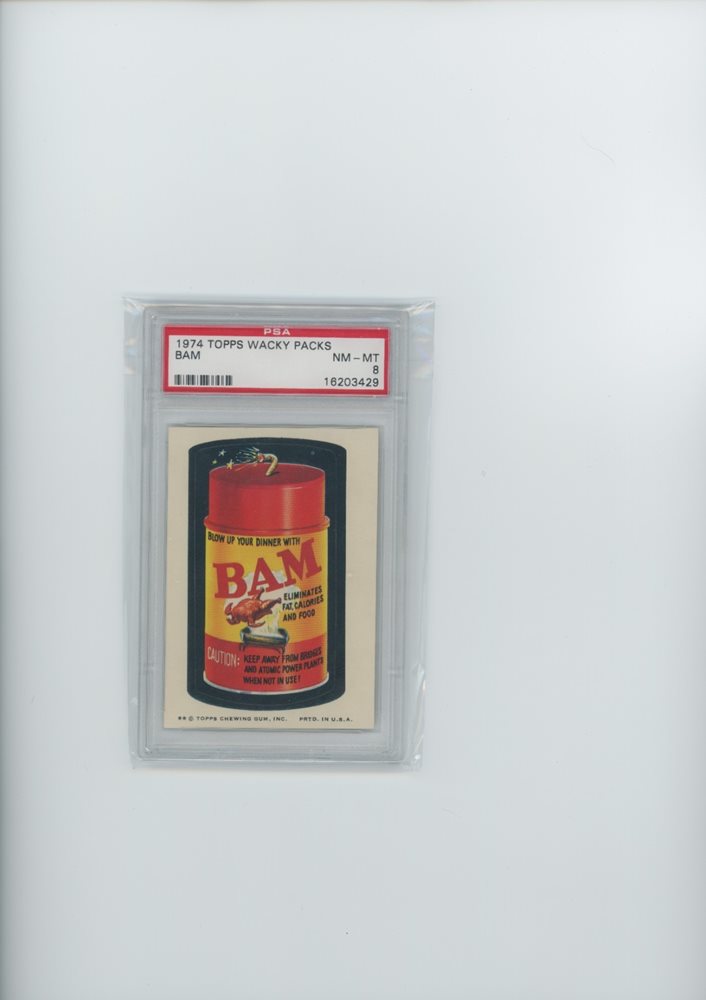 PSA
1974 TOPPS WACKY PACKS
BAM NM-MT
8
16203429
BLOW UP YOUR DINNER WITH
BAM
ELIMINATES
FAT, CALORIES
AND FOOD
CAUTION: KEEP AWAY FROM BRIDGES
AND ATOMIC POWER PLANTS
WHEN NOT IN USE!
© TOPPS CHEWING GUM, INC. PRTD. IN U.S.A.